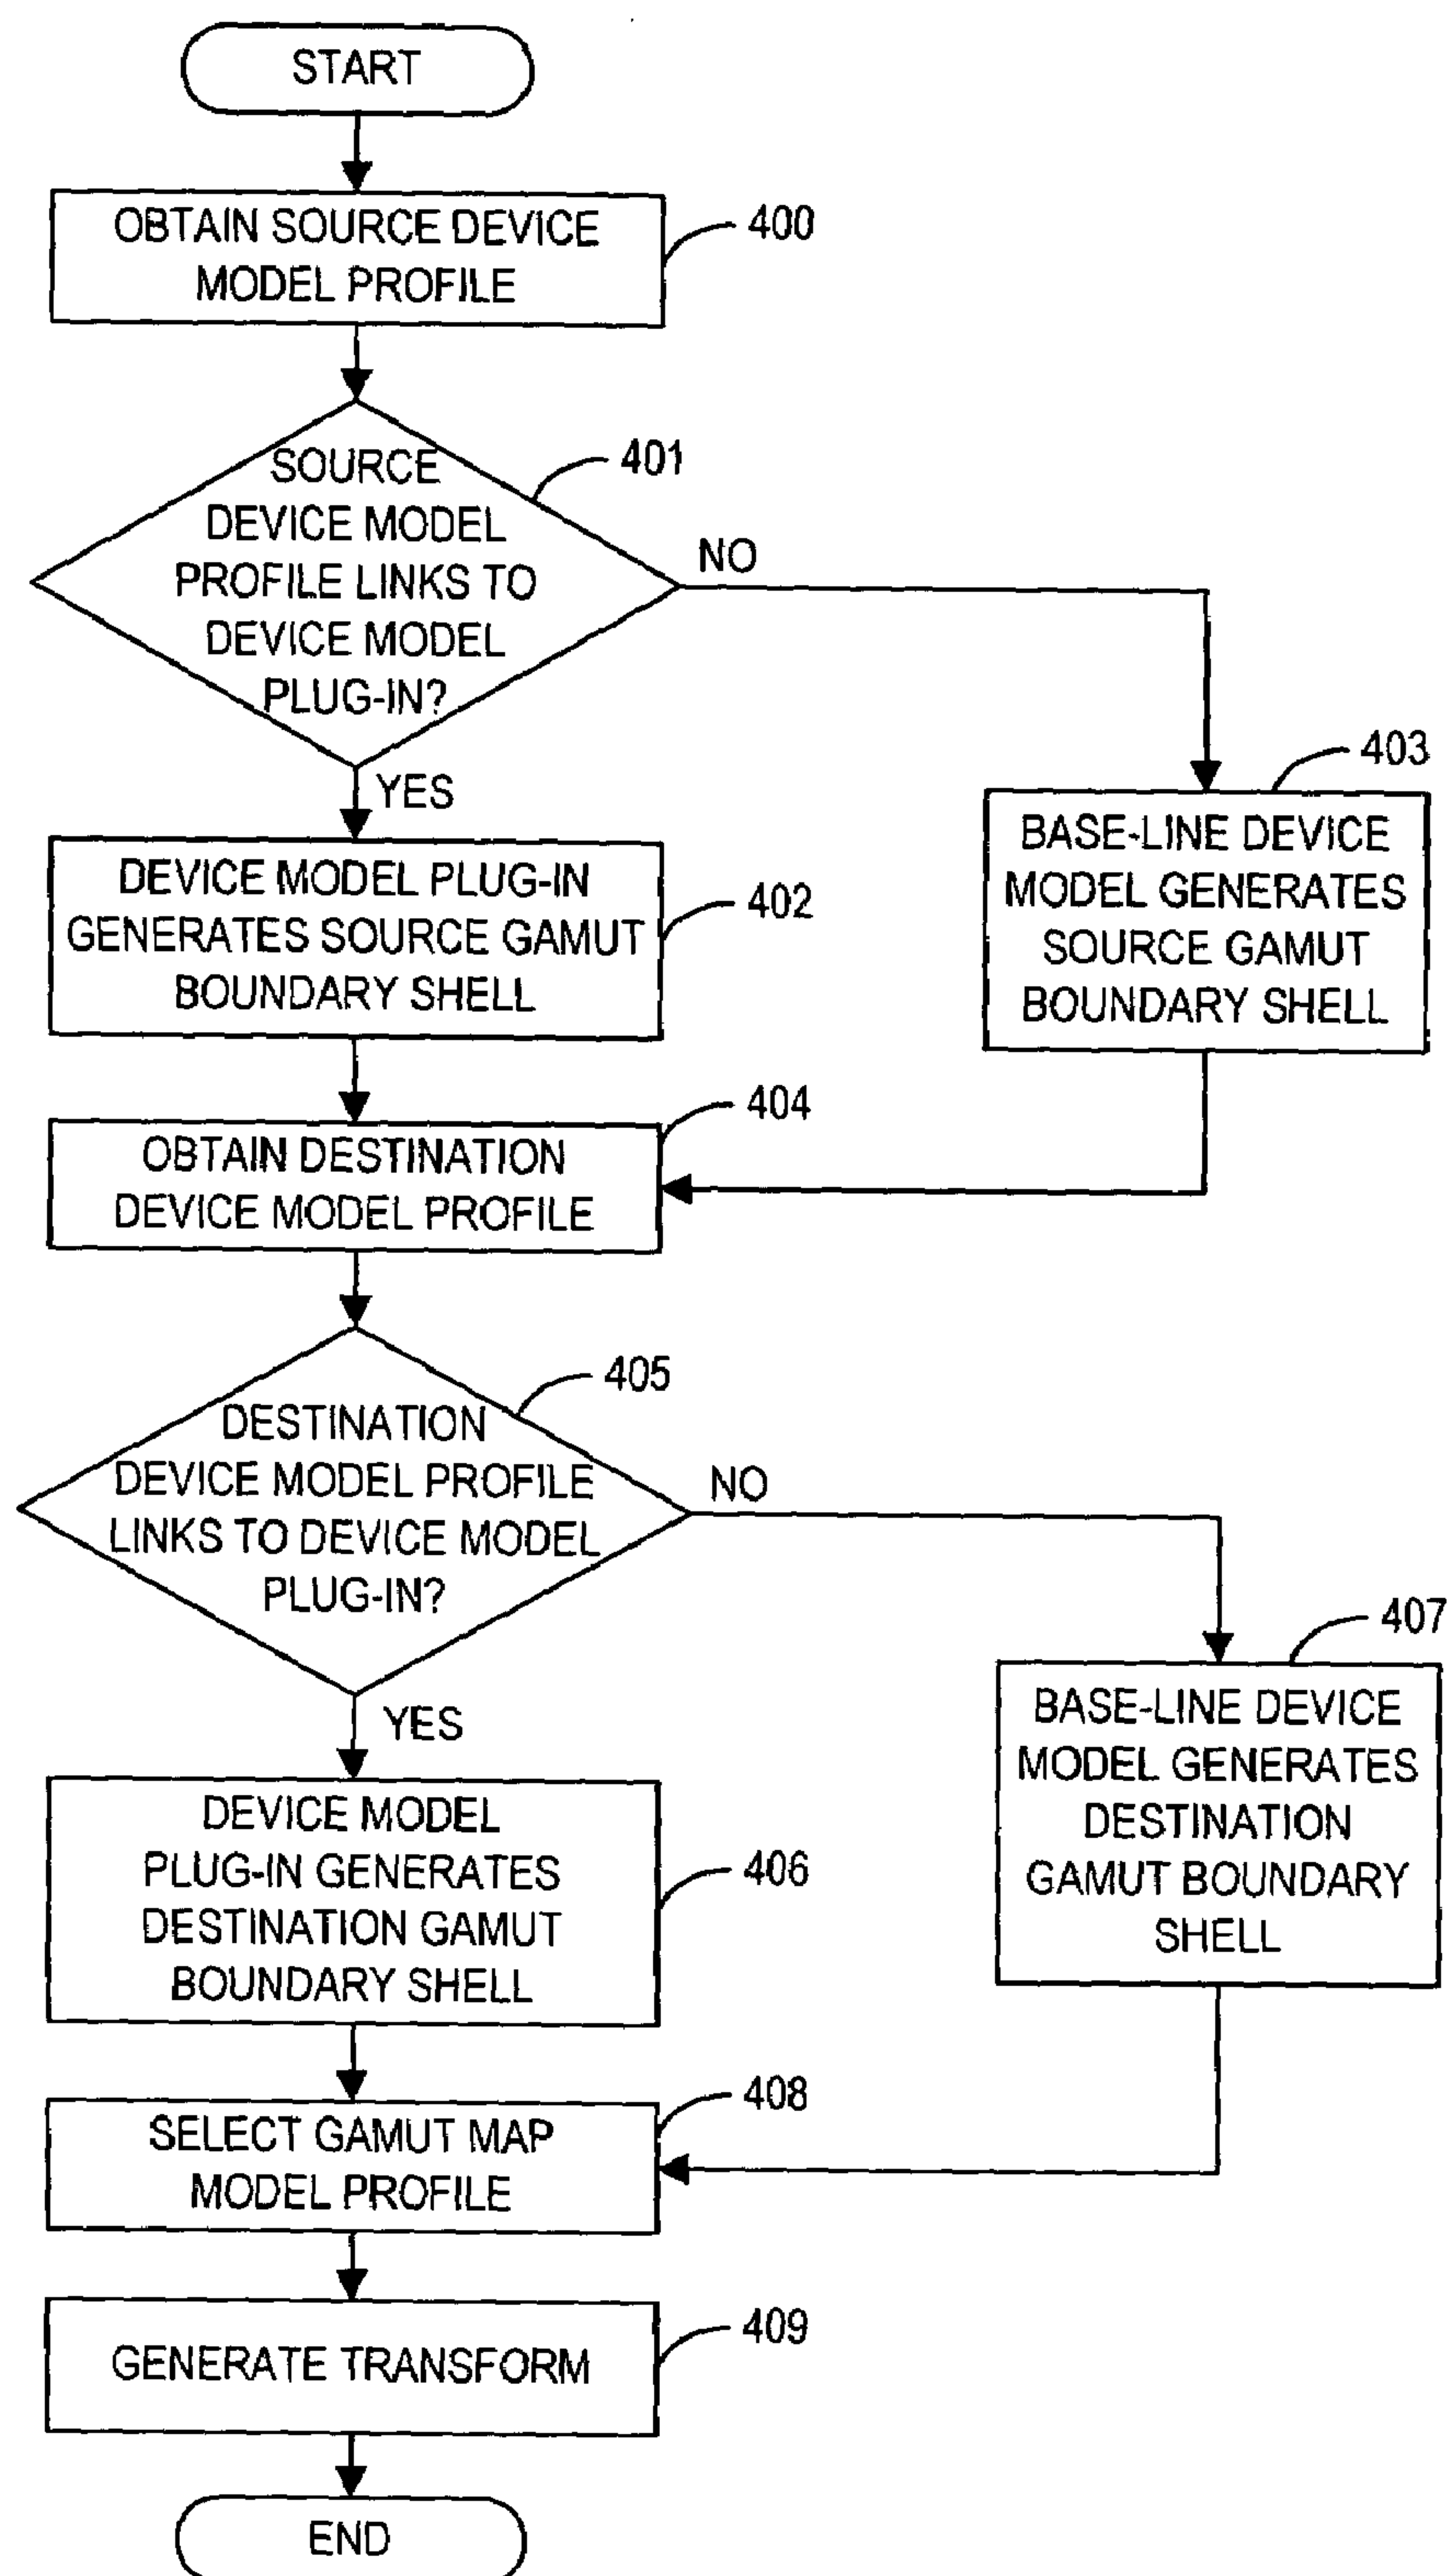 START
OBTAIN SOURCE DEVICE
MODEL PROFILE
400
SOURCE
DEVICE MODEL
PROFILE LINKS TO
DEVICE MODEL
PLUG-IN?
401
NO
YES
DEVICE MODEL PLUG-IN
GENERATES SOURCE GAMUT
BOUNDARY SHELL
402
BASE-LINE DEVICE
MODEL GENERATES
SOURCE GAMUT
BOUNDARY SHELL
403
OBTAIN DESTINATION
DEVICE MODEL PROFILE
404
DESTINATION
DEVICE MODEL PROFILE
LINKS TO DEVICE MODEL
PLUG-IN?
405
NO
YES
DEVICE MODEL
PLUG-IN GENERATES
DESTINATION GAMUT
BOUNDARY SHELL
406
BASE-LINE DEVICE
MODEL GENERATES
DESTINATION
GAMUT BOUNDARY
SHELL
407
SELECT GAMUT MAP
MODEL PROFILE
408
GENERATE TRANSFORM
409
END